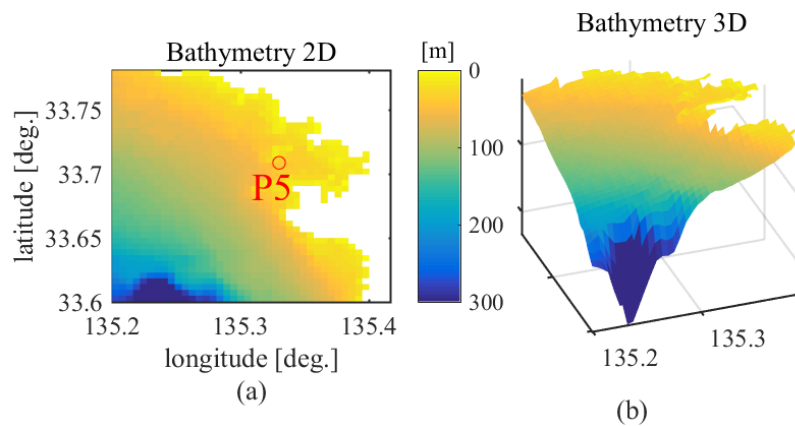 Bathymetry 2D
[m]
Bathymetry 3D
33.75
33.7
33.65
33.6
latitude [deg.]
P5
135.2
135.3
135.4
longitude [deg.]
(a)
0
100
200
300
135.2
135.3
(b)